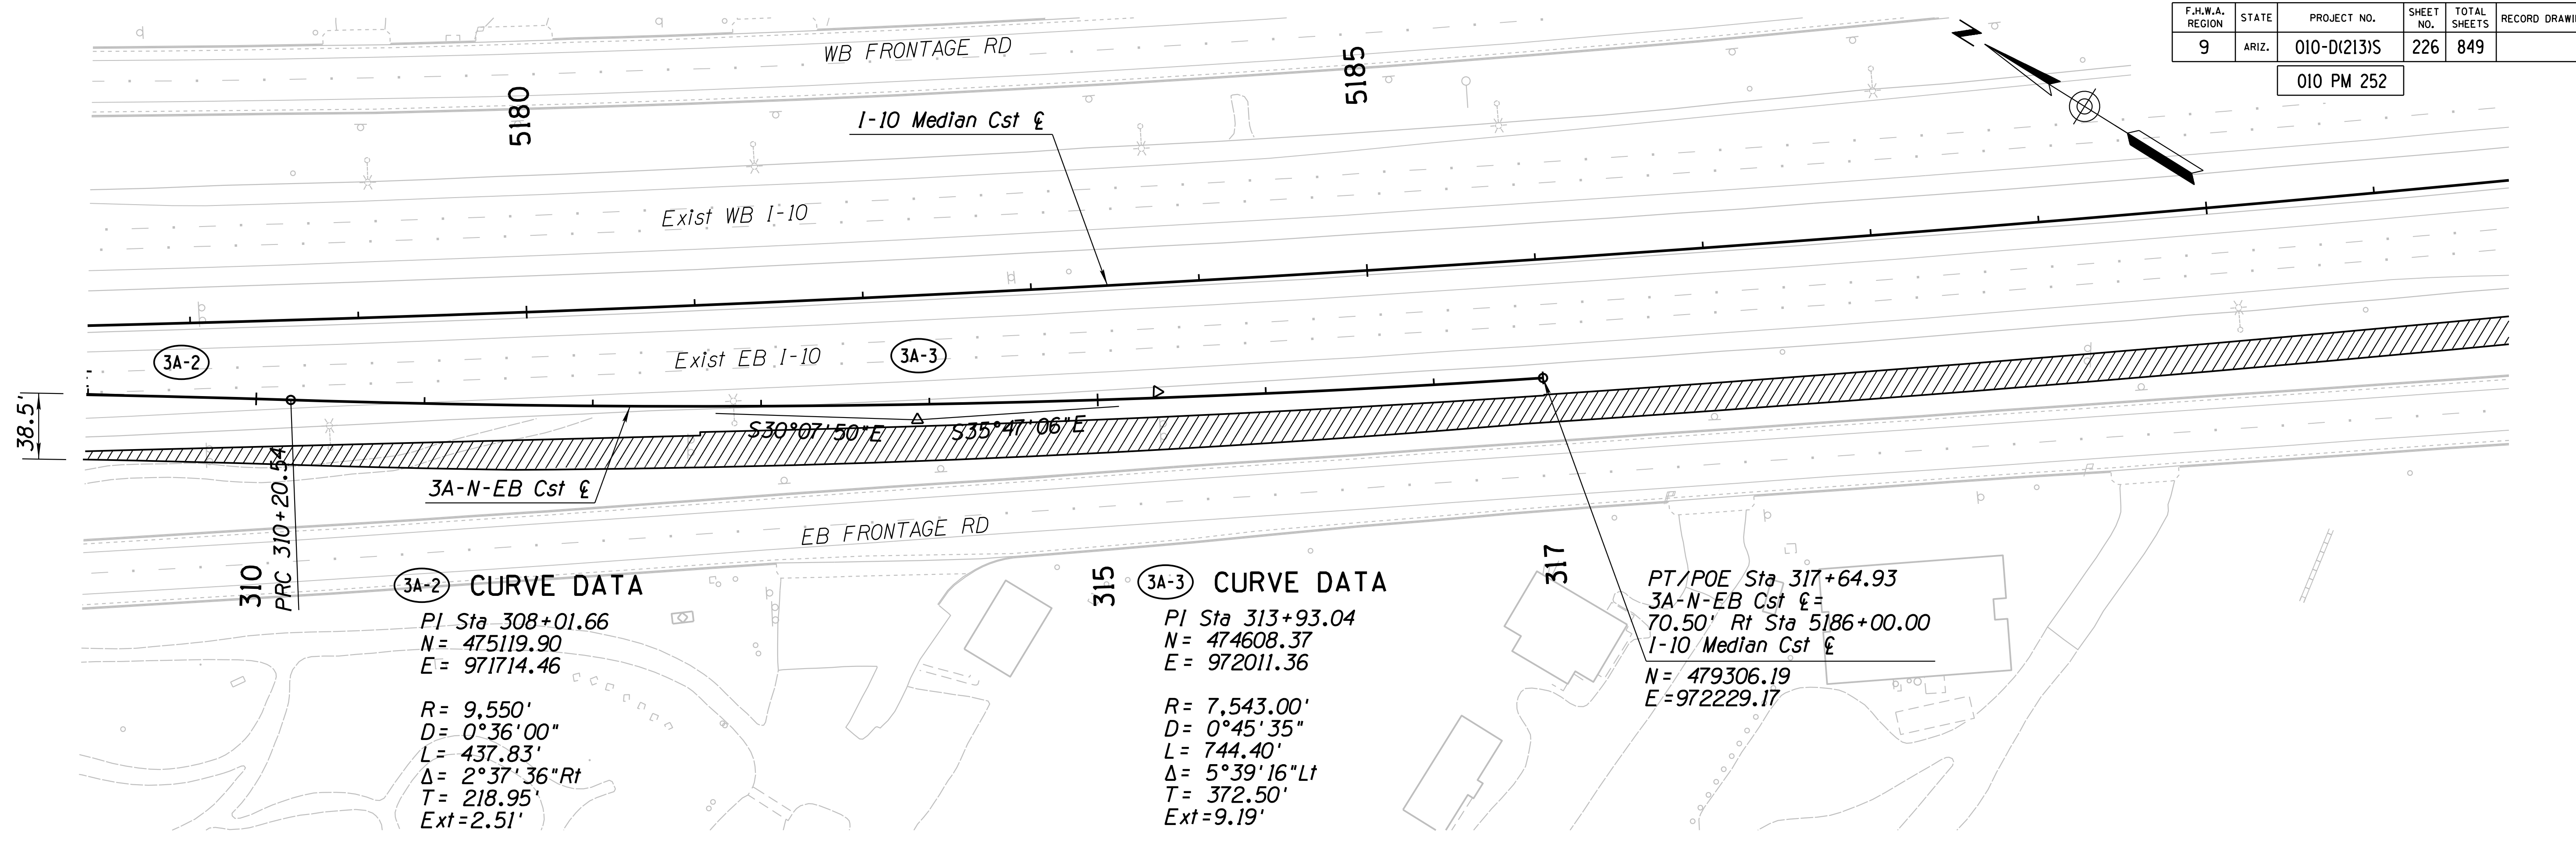 F.H.W.A. REGION STATE PROJECT NO. SHEET NO. TOTAL SHEETS RECORD
9 ARIZ. 010-D(213)S 226 849
010 PM 252
WB FRONTAGE RD
5180
5185
I-10 Median Cst ℄
Exist WB I-10
3A-2
Exist EB I-10
3A-3
38.5'
S30°07'50"E
S35°47'06"E
3A-N-EB Cst ℄
PRC 310+20.54
EB FRONTAGE RD
310
315
317
3A-2 CURVE DATA
PI Sta 308+01.66
N= 475119.90
E= 971714.46
R= 9,550'
D= 0°36'00"
L= 437.83'
Δ= 2°37'36"Rt
T= 218.95'
Ext=2.51'
3A-3 CURVE DATA
PI Sta 313+93.04
N= 474608.37
E= 972011.36
R= 7,543.00'
D= 0°45'35"
L= 744.40'
Δ= 5°39'16"Lt
T= 372.50'
Ext=9.19'
PT/POE Sta 317+64.93
3A-N-EB Cst ℄=
70.50' Rt Sta 5186+00.00
I-10 Median Cst ℄
N= 479306.19
E=972229.17